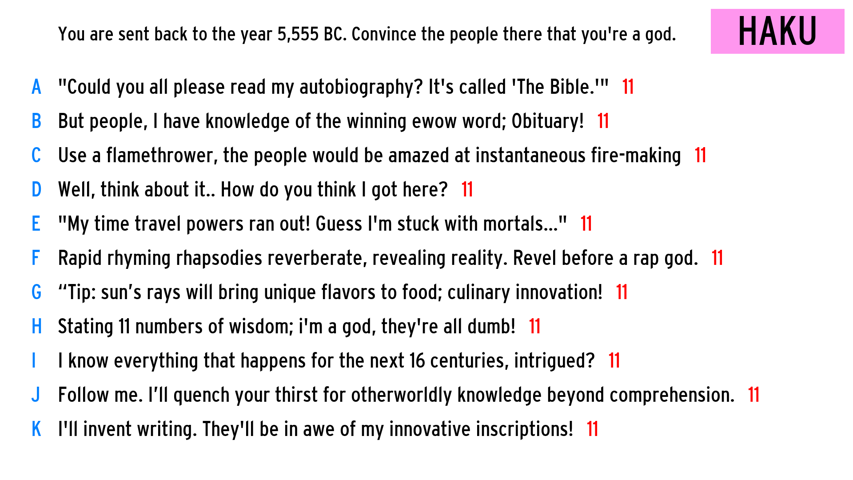 You are sent back to the year 5,555 BC. Convince the people there that you're a god.
HAKU
A "Could you all please read my autobiography? It's called 'The Bible.'" 11
B But people, I have knowledge of the winning ewow word; Obituary! 11
C Use a flamethrower, the people would be amazed at instantaneous fire-making 11
D Well, think about it.. How do you think I got here? 11
E "My time travel powers ran out! Guess I'm stuck with mortals..." 11
F Rapid rhyming rhapsodies reverberate, revealing reality. Revel before a rap god. 11
G “Tip: sun’s rays will bring unique flavors to food; culinary innovation! 11
H Stating 11 numbers of wisdom; i'm a god, they're all dumb! 11
I I know everything that happens for the next 16 centuries, intrigued? 11
J Follow me. I’ll quench your thirst for otherworldly knowledge beyond comprehension. 11
K I'll invent writing. They'll be in awe of my innovative inscriptions! 11